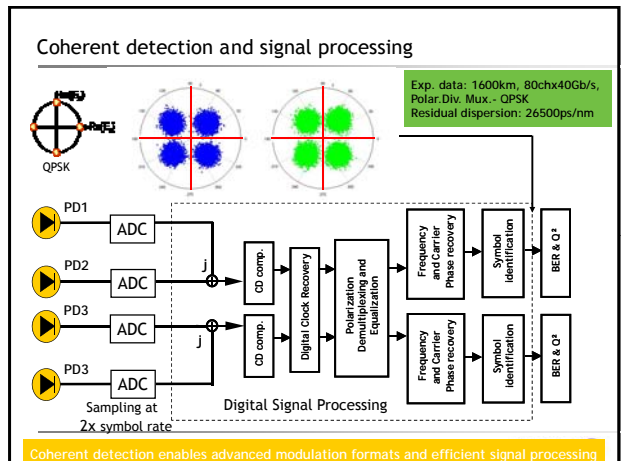 Coherent detection and signal processing
Exp. data: 1600km, 80chx40Gb/s,
Polar.Div. Mux.- QPSK
Residual dispersion: 26500ps/nm
QPSK
PD1
ADC
j
PD2
ADC
PD3
ADC
j
PD3
ADC
CD comp.
CD comp.
Digital Clock Recovery
Polarization
Demultiplexing and
Equalization
Frequency
and Carrier
Phase recovery
Symbol
identification
BER & Q²
Frequency
and Carrier
Phase recovery
Symbol
identification
BER & Q²
Sampling at
2x symbol rate
Digital Signal Processing
Coherent detection enables advanced modulation formats and efficient signal processing